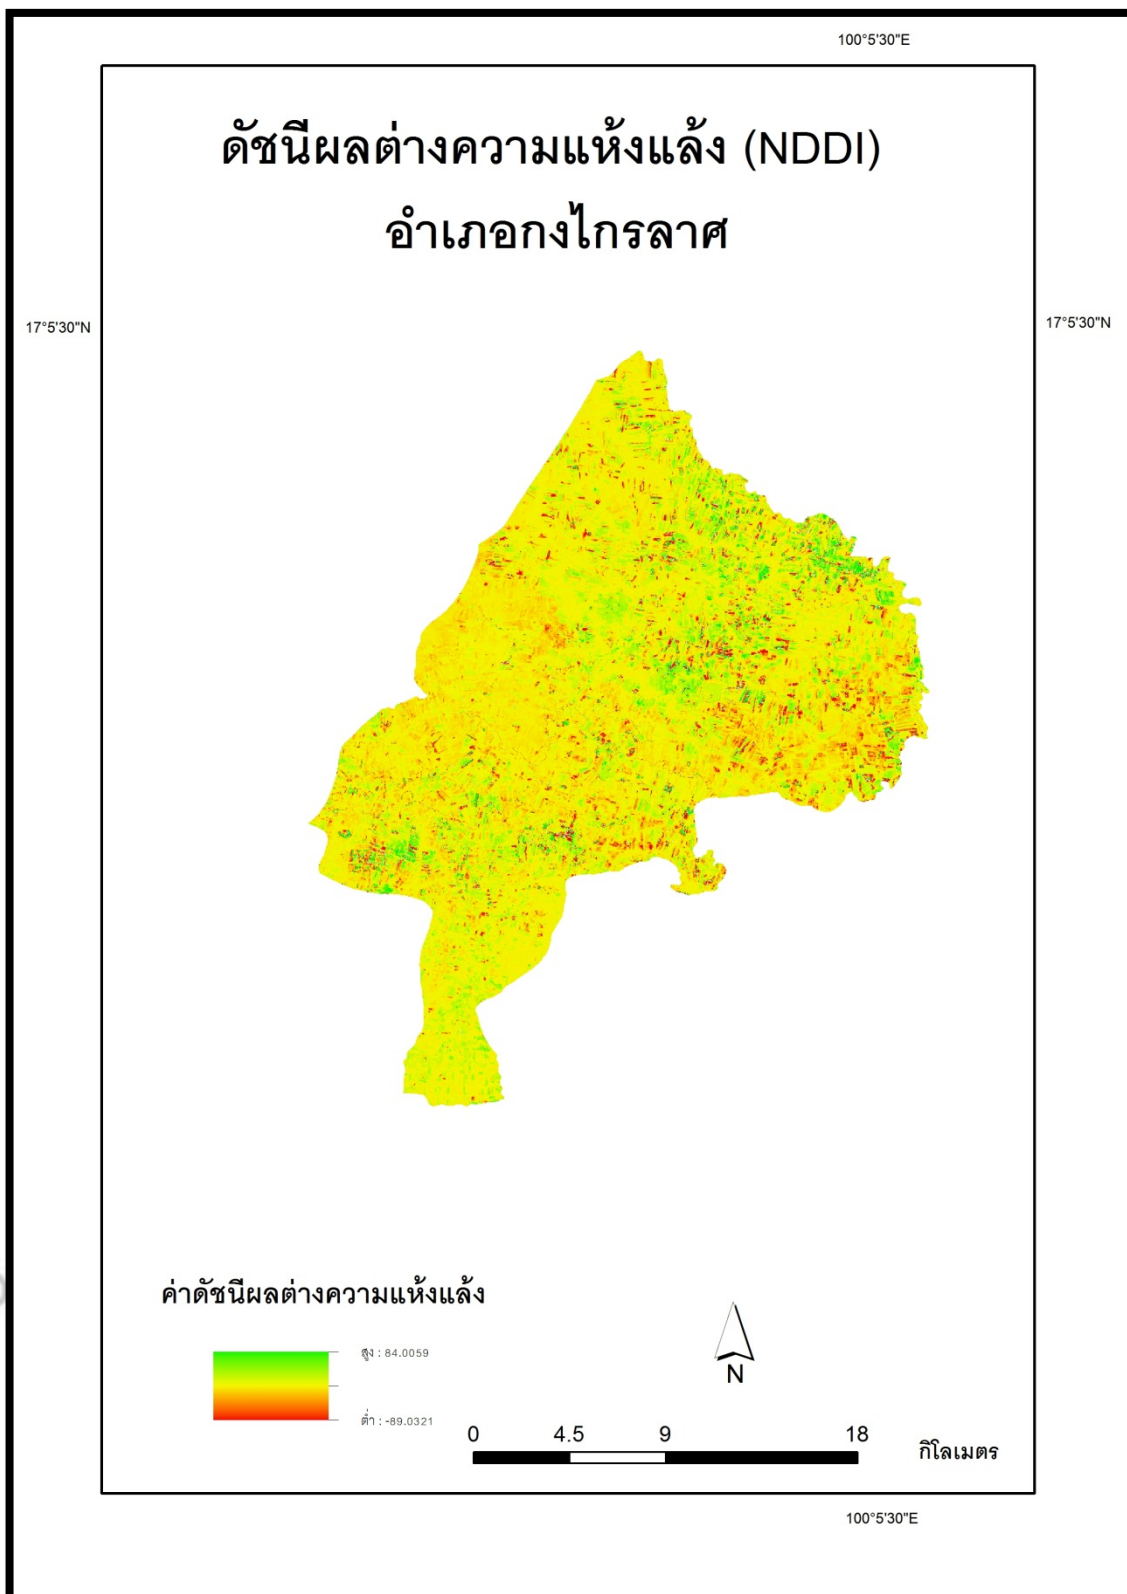 100°5'30"E
ดัชนีผลต่างความแห้งแล้ง (NDDI)
อำเภอกงไกรลาศ
17°5'30"N
17°5'30"N
ค่าดัชนีผลต่างความแห้งแล้ง
สูง : 84.0059
ต่ำ : -89.0321
N
0 4.5 9 18
กิโลเมตร
100°5'30"E